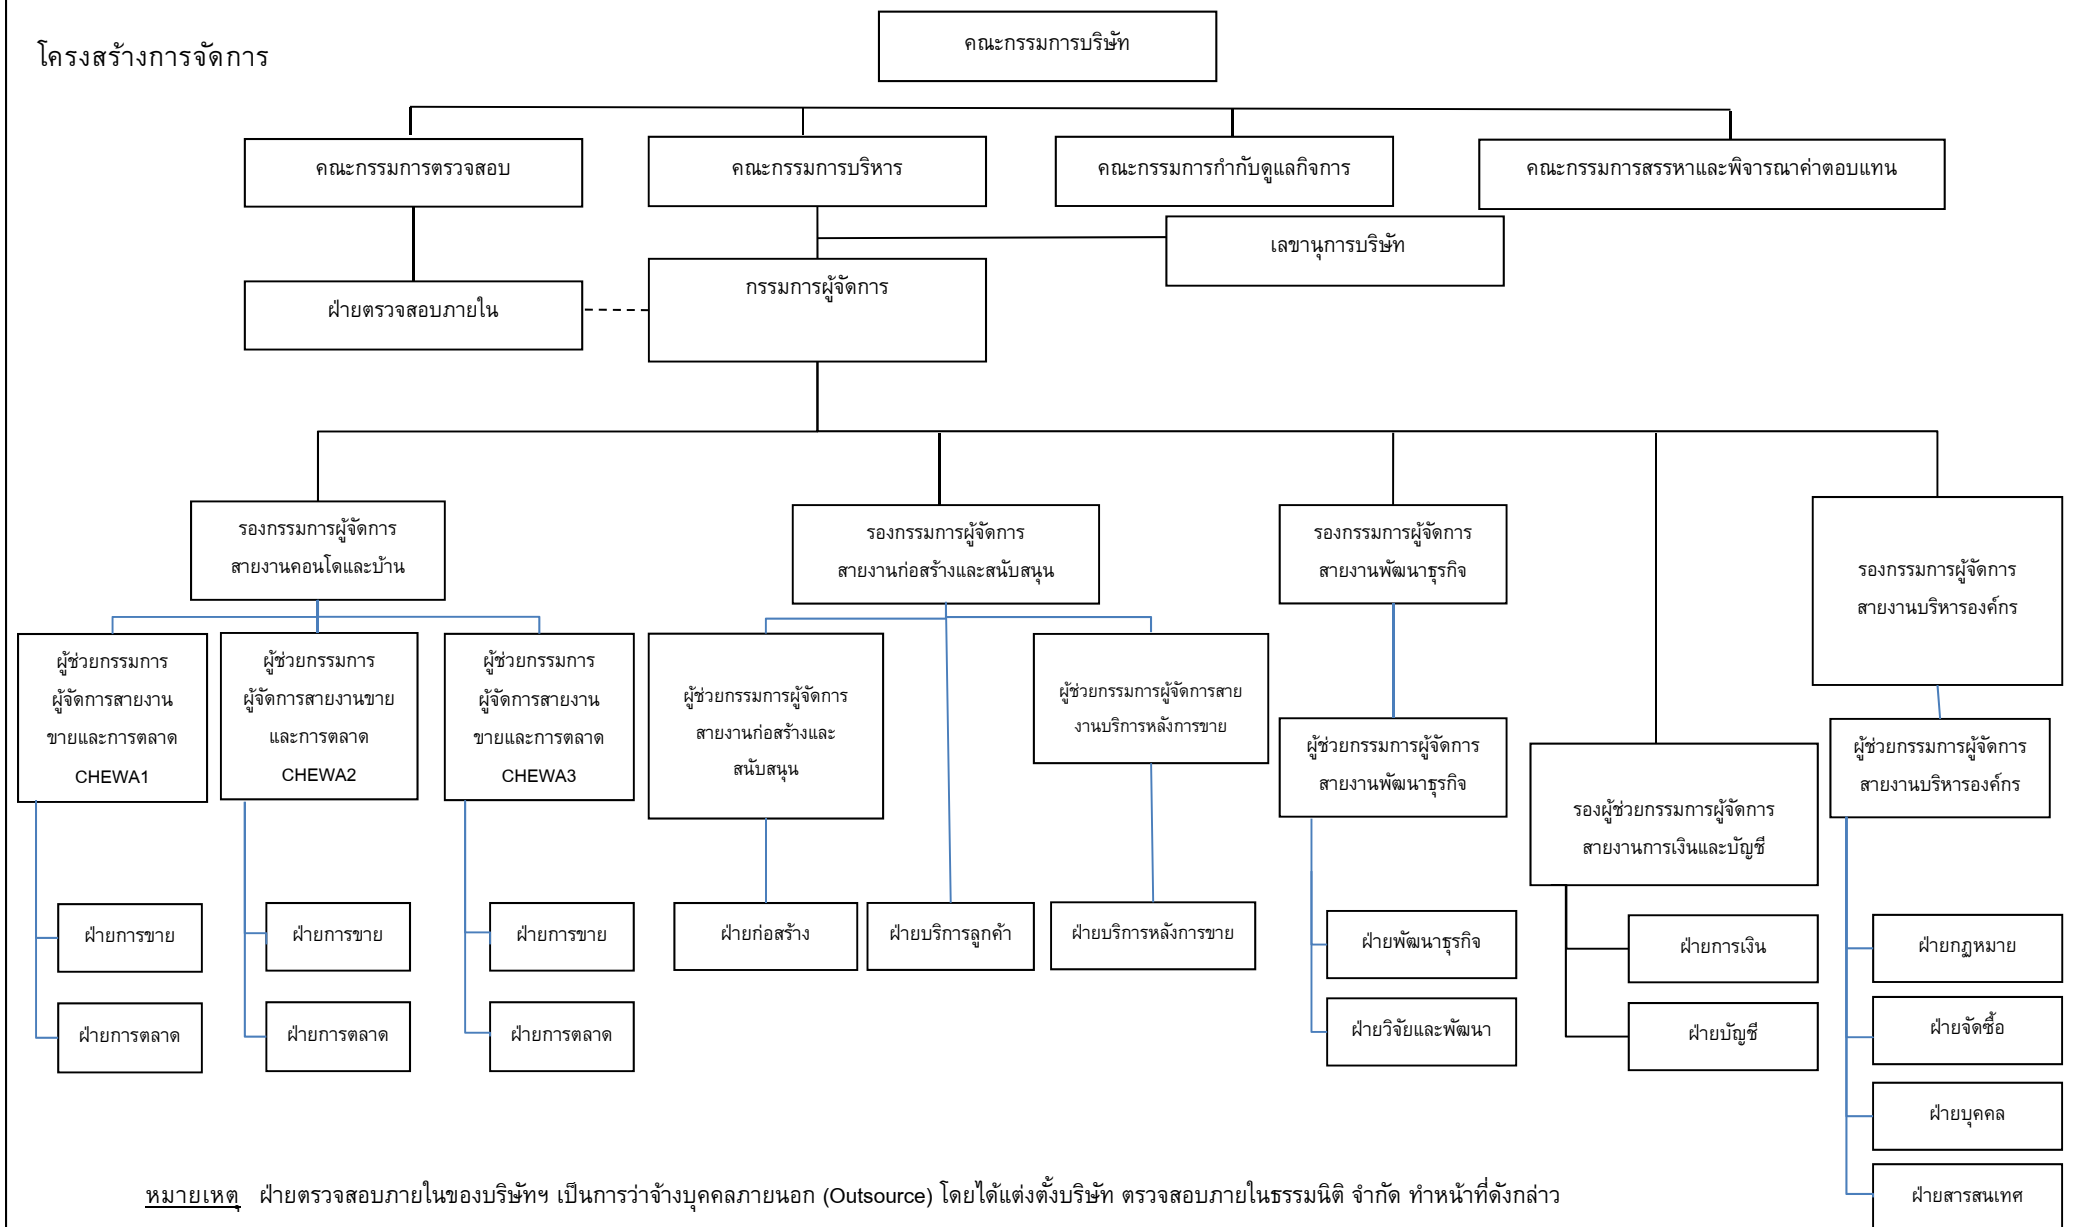 โครงสร้างการจัดการ
คณะกรรมการบริษัท
คณะกรรมการตรวจสอบ
คณะกรรมการบริหาร
คณะกรรมการกำกับดูแลกิจการ
คณะกรรมการสรรหาและพิจารณาค่าตอบแทน
เลขานุการบริษัท
กรรมการผู้จัดการ
ฝ่ายตรวจสอบภายใน
รองกรรมการผู้จัดการ
สายงานคอนโดและบ้าน
รองกรรมการผู้จัดการ
สายงานก่อสร้างและสนับสนุน
รองกรรมการผู้จัดการ
สายงานพัฒนาธุรกิจ
รองกรรมการผู้จัดการ
สายงานบริหารองค์กร
ผู้ช่วยกรรมการ
ผู้จัดการสายงาน
ขายและการตลาด
CHEWA1
ผู้ช่วยกรรมการ
ผู้จัดการสายงานขาย
และการตลาด
CHEWA2
ผู้ช่วยกรรมการ
ผู้จัดการสายงาน
ขายและการตลาด
CHEWA3
ผู้ช่วยกรรมการผู้จัดการ
สายงานก่อสร้างและ
สนับสนุน
ผู้ช่วยกรรมการผู้จัดการสาย
งานบริการหลังการขาย
ผู้ช่วยกรรมการผู้จัดการ
สายงานพัฒนาธุรกิจ
รองผู้ช่วยกรรมการผู้จัดการ
สายงานการเงินและบัญชี
ผู้ช่วยกรรมการผู้จัดการ
สายงานบริหารองค์กร
ฝ่ายการขาย
ฝ่ายการขาย
ฝ่ายการขาย
ฝ่ายก่อสร้าง
ฝ่ายบริการลูกค้า
ฝ่ายบริการหลังการขาย
ฝ่ายพัฒนาธุรกิจ
ฝ่ายการเงิน
ฝ่ายกฎหมาย
ฝ่ายการตลาด
ฝ่ายการตลาด
ฝ่ายการตลาด
ฝ่ายวิจัยและพัฒนา
ฝ่ายบัญชี
ฝ่ายจัดซื้อ
ฝ่ายบุคคล
ฝ่ายสารสนเทศ
หมายเหตุ ฝ่ายตรวจสอบภายในของบริษัทฯ เป็นการว่าจ้างบุคคลภายนอก (Outsource) โดยได้แต่งตั้งบริษัท ตรวจสอบภายในธรรมนิติ จำกัด ทำหน้าที่ดังกล่าว